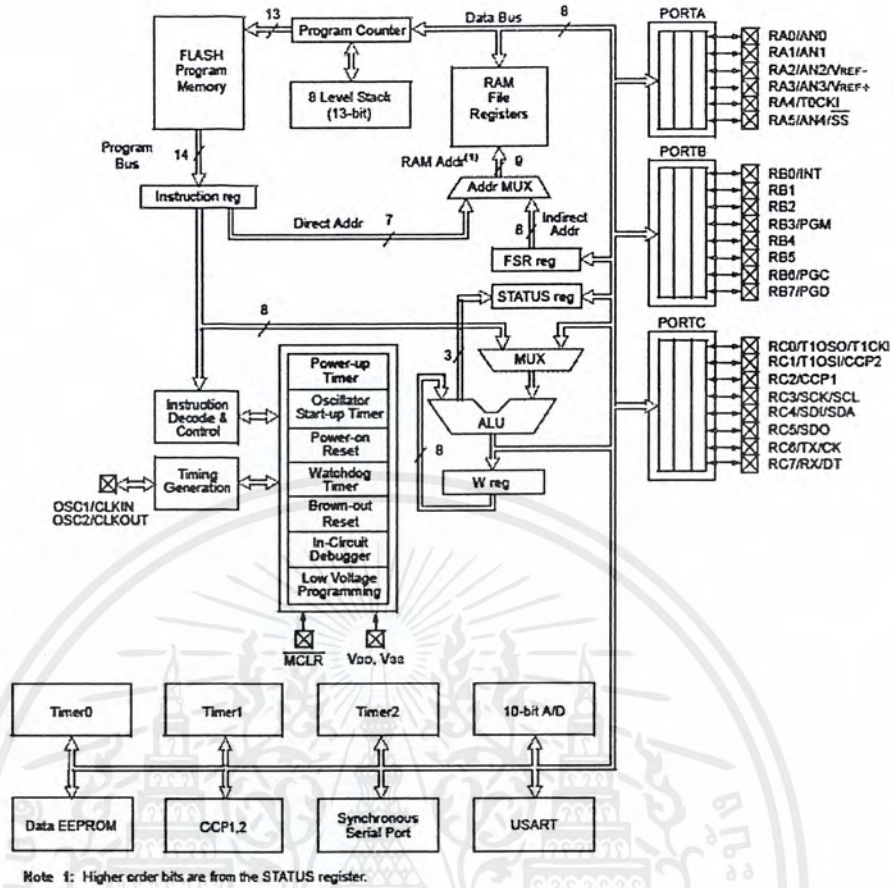 Data Bus
8
13
Program Counter
FLASH
Program
Memory
8 Level Stack
(13-bit)
RAM
File
Registers
Program
Bus
14
RAM Addr(1)
9
Addr MUX
Instruction reg
Direct Addr
7
8
Indirect
Addr
FSR reg
STATUS reg
8
3
MUX
ALU
8
W reg
Power-up
Timer
Oscillator
Start-up Timer
Power-on
Reset
Watchdog
Timer
Brown-out
Reset
In-Circuit
Debugger
Low Voltage
Programming
Instruction
Decode &
Control
Timing
Generation
OSC1/CLKIN
OSC2/CLKOUT
MCLR
VDD, VSS
PORTA
RA0/AN0
RA1/AN1
RA2/AN2/VREF-
RA3/AN3/VREF+
RA4/T0CKI
RA5/AN4/SS
PORTB
RB0/INT
RB1
RB2
RB3/PGM
RB4
RB5
RB6/PGC
RB7/PGD
PORTC
RC0/T1OSO/T1CKI
RC1/T1OSI/CCP2
RC2/CCP1
RC3/SCK/SCL
RC4/SDI/SDA
RC5/SDO
RC6/TX/CK
RC7/RX/DT
Timer0
Timer1
Timer2
10-bit A/D
Data EEPROM
CCP1,2
Synchronous
Serial Port
USART
Note 1: Higher order bits are from the STATUS register.